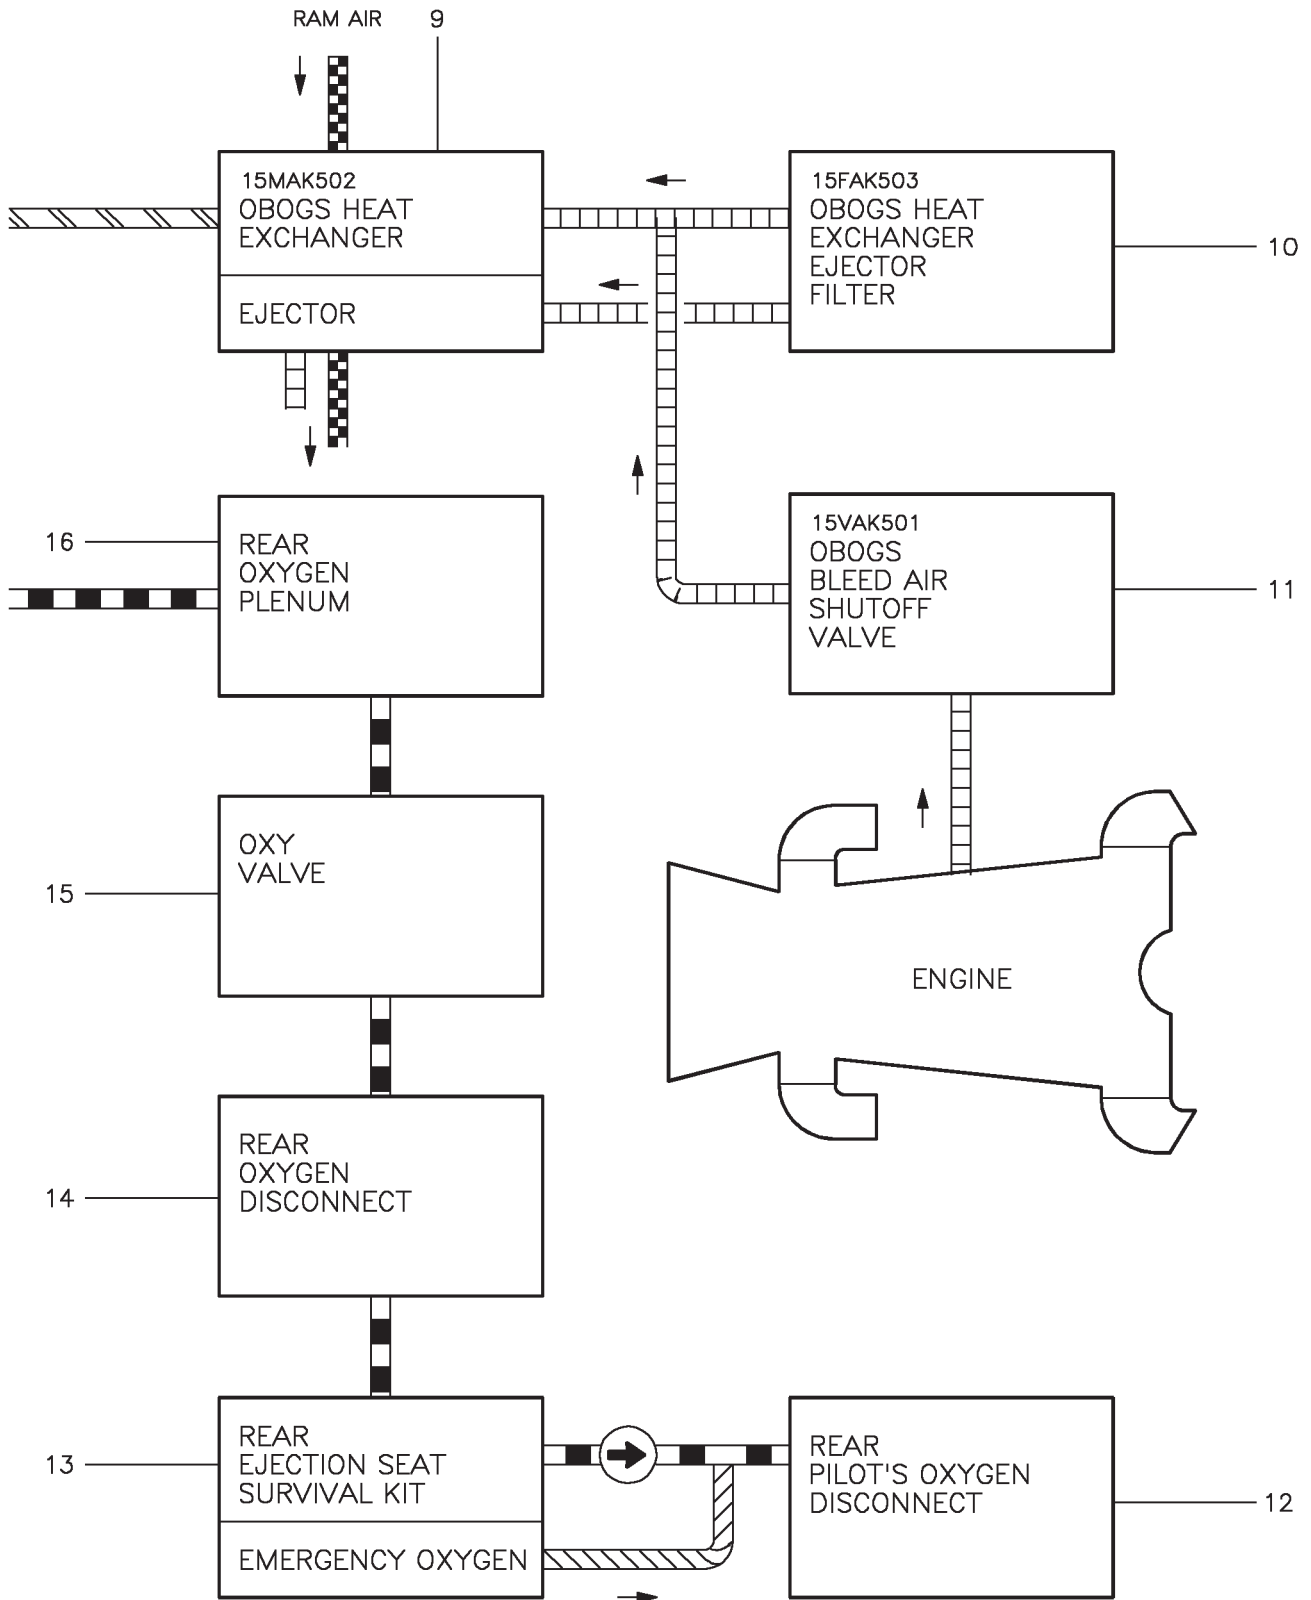 RAM AIR
9
15MAK502
OBOGS HEAT
EXCHANGER
EJECTOR
15FAK503
OBOGS HEAT
EXCHANGER
EJECTOR
FILTER
10
16
REAR
OXYGEN
PLENUM
15VAK501
OBOGS
BLEED AIR
SHUTOFF
VALVE
11
15
OXY
VALVE
ENGINE
14
REAR
OXYGEN
DISCONNECT
13
REAR
EJECTION SEAT
SURVIVAL KIT
EMERGENCY OXYGEN
REAR
PILOT'S OXYGEN
DISCONNECT
12